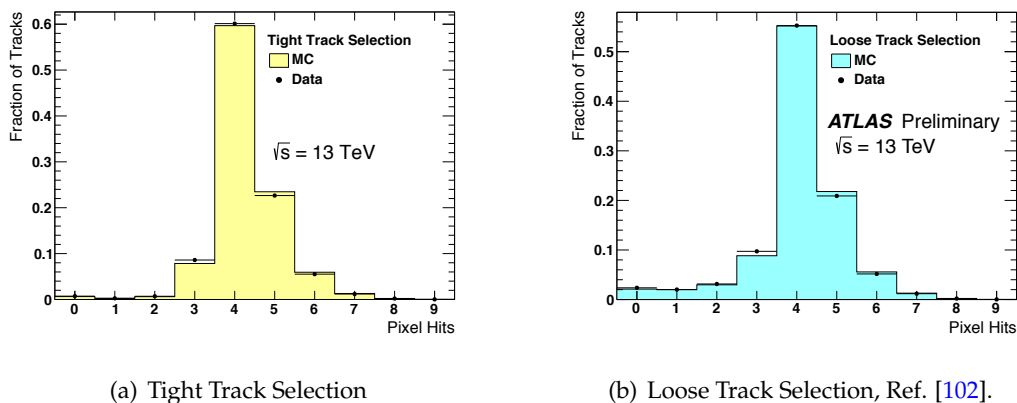 Fraction of Tracks
0.6
0.5
0.4
0.3
0.2
0.1
0
Tight Track Selection
MC
Data
√s = 13 TeV
0 1 2 3 4 5 6 7 8 9
Pixel Hits
(a) Tight Track Selection
Fraction of Tracks
0.5
0.4
0.3
0.2
0.1
0
Loose Track Selection
MC
Data
ATLAS Preliminary
√s = 13 TeV
0 1 2 3 4 5 6 7 8 9
Pixel Hits
(b) Loose Track Selection, Ref. [102].